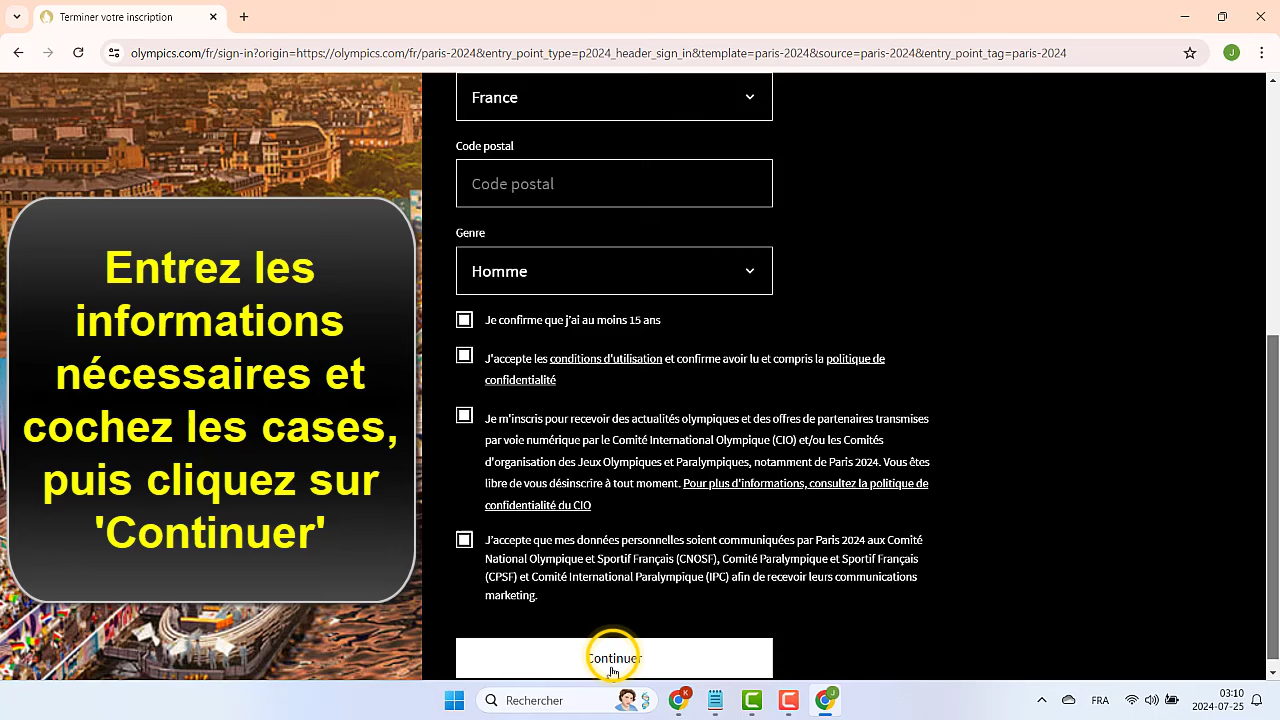 Terminer votre inscription
olympics.com/fr/sign-in?origin=https://olympics.com/fr/paris-2024&entry_point_type=p2024_header_sign_in&template=paris-2024&source=paris-2024&entry_point_tag=paris-2024
J
Entrez les
informations
nécessaires et
cochez les cases,
puis cliquez sur
'Continuer'
France
Code postal
Code postal
Genre
Homme
Je confirme que j'ai au moins 15 ans
J'accepte les conditions d'utilisation et confirme avoir lu et compris la politique de
confidentialité
Je m'inscris pour recevoir des actualités olympiques et des offres de partenaires transmises
par voie numérique par le Comité International Olympique (CIO) et/ou les Comités
d'organisation des Jeux Olympiques et Paralympiques, notamment de Paris 2024. Vous êtes
libre de vous désinscrire à tout moment. Pour plus d'informations, consultez la politique de
confidentialité du CIO
J'accepte que mes données personnelles soient communiquées par Paris 2024 aux Comité
National Olympique et Sportif Français (CNOSF), Comité Paralympique et Sportif Français
(CPSF) et Comité International Paralympique (IPC) afin de recevoir leurs communications
marketing.
Continuer
Rechercher
K
J
FRA
03:10
2024-07-25